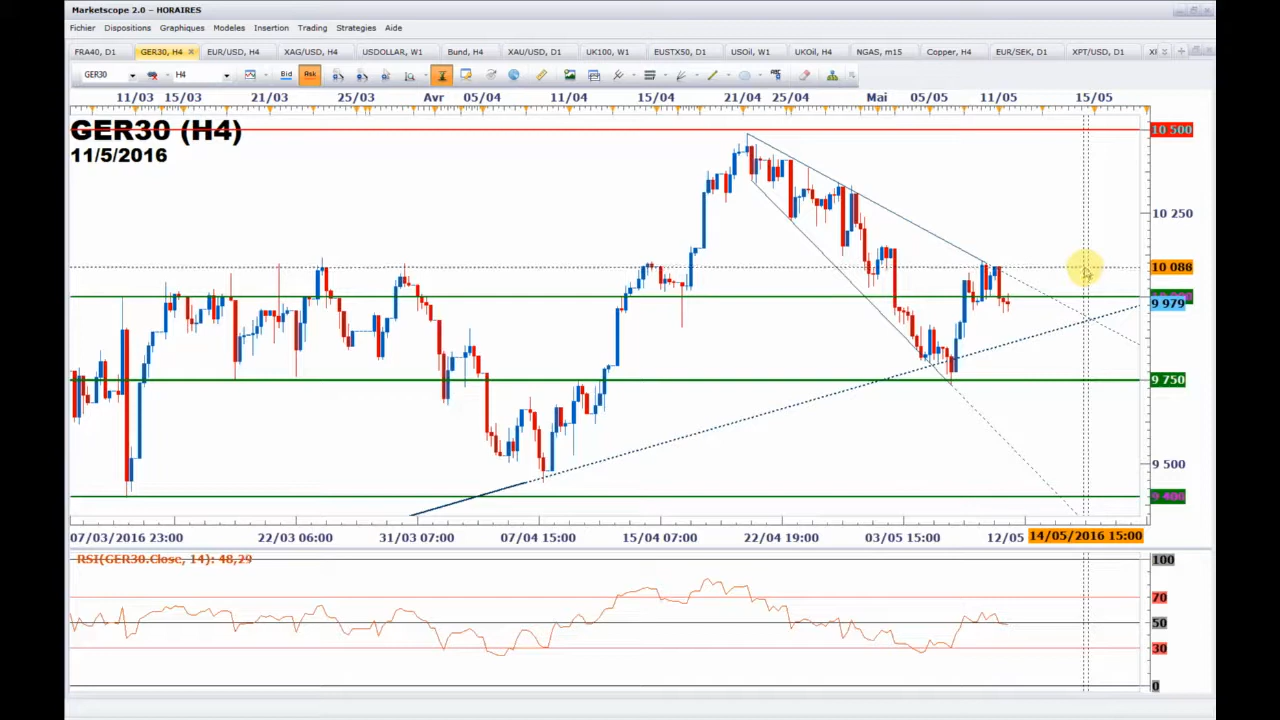 Marketscope 2.0 - HORAIRES
Fichier Dispositions Graphiques Modeles Insertion Trading Strategies Aide
FRA40, D1 GER30, H4 EUR/USD, H4 XAG/USD, H4 USDOLLAR, W1 Bund, H4 XAU/USD, D1 UK100, W1 EUSTX50, D1 USOil, W1 UKOil, H4 NGAS, m15 Copper, H4 EUR/SEK, D1 XPT/USD, D1
GER30 H4 Bid Ask
11/03 15/03 21/03 25/03 Avr 05/04 11/04 15/04 21/04 25/04 Mai 05/05 11/05 15/05
GER30 (H4)
11/5/2016
10 500
10 250
10 086
9 979
9 750
9 500
9 400
07/03/2016 23:00 22/03 06:00 31/03 07:00 07/04 15:00 15/04 07:00 22/04 19:00 03/05 15:00 12/05 14/05/2016 15:00
RSI(GER30.Close, 14): 48,29
100
70
50
30
0